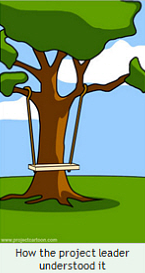 www.projectcartoon.com
How the project leader
understood it